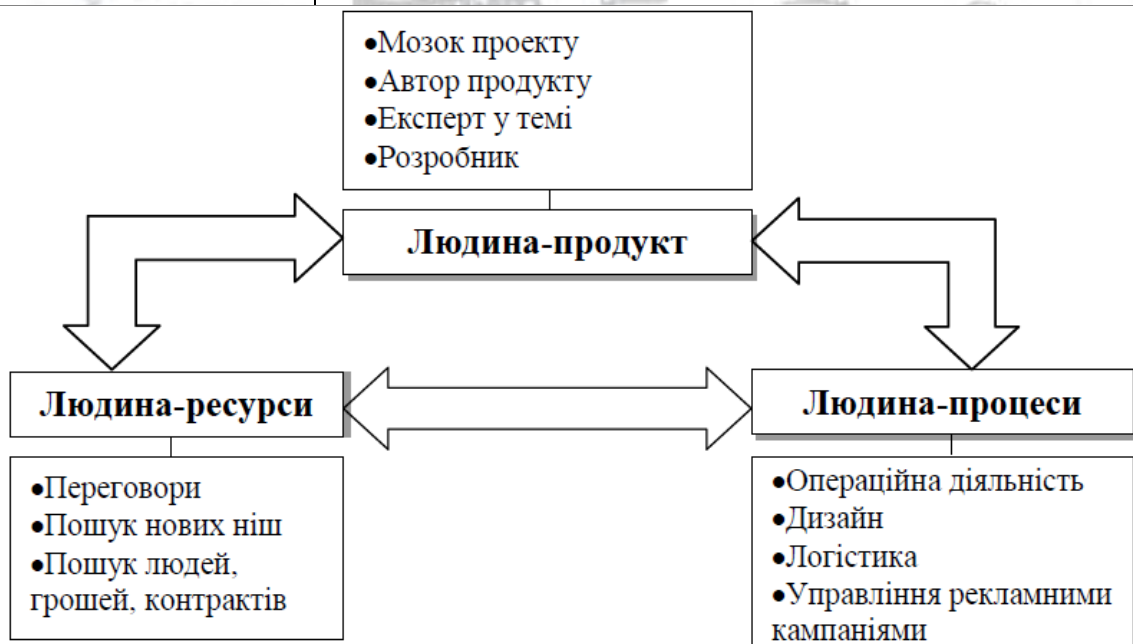 •Мозок проекту
•Автор продукту
•Експерт у темі
•Розробник
Людина-продукт
Людина-ресурси
Людина-процеси
•Переговори
•Пошук нових ніш
•Пошук людей,
грошей, контрактів
•Операційна діяльність
•Дизайн
•Логістика
•Управління рекламними
кампаніями